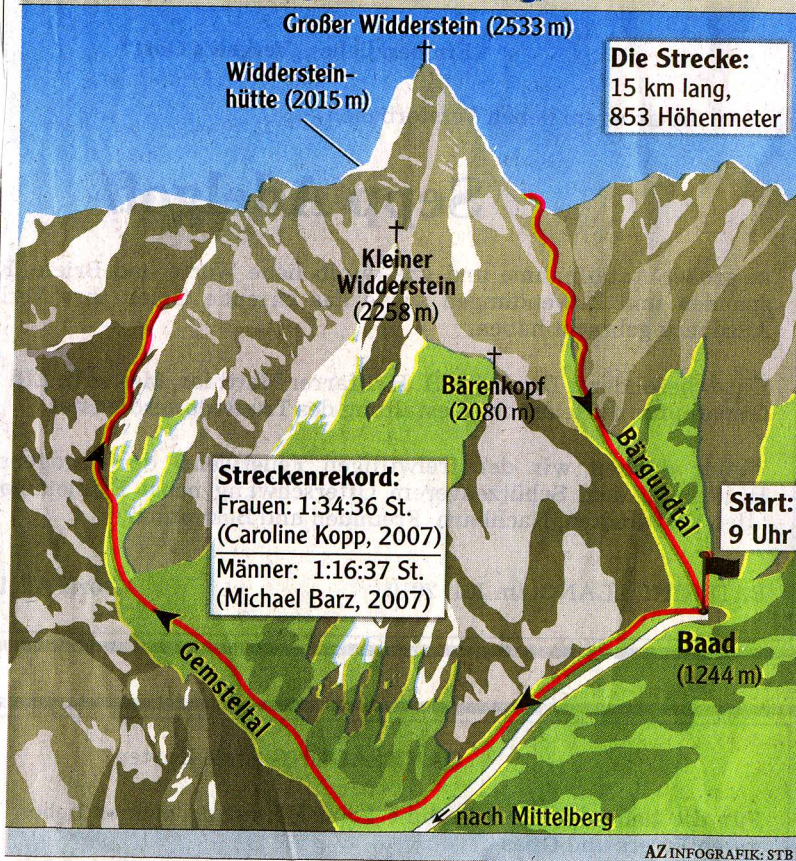 Großer Widderstein (2533 m)
Widderstein-
hütte (2015 m)
Die Strecke:
15 km lang,
853 Höhenmeter
Kleiner
Widderstein
(2258 m)
Bärenkopf
(2080 m)
Bärgundtal
Streckenrekord:
Frauen: 1:34:36 St.
(Caroline Kopp, 2007)
Männer: 1:16:37 St.
(Michael Barz, 2007)
Start:
9 Uhr
Baad
(1244 m)
Gemsteltal
nach Mittelberg
AZ INFOGRAFIK: STB